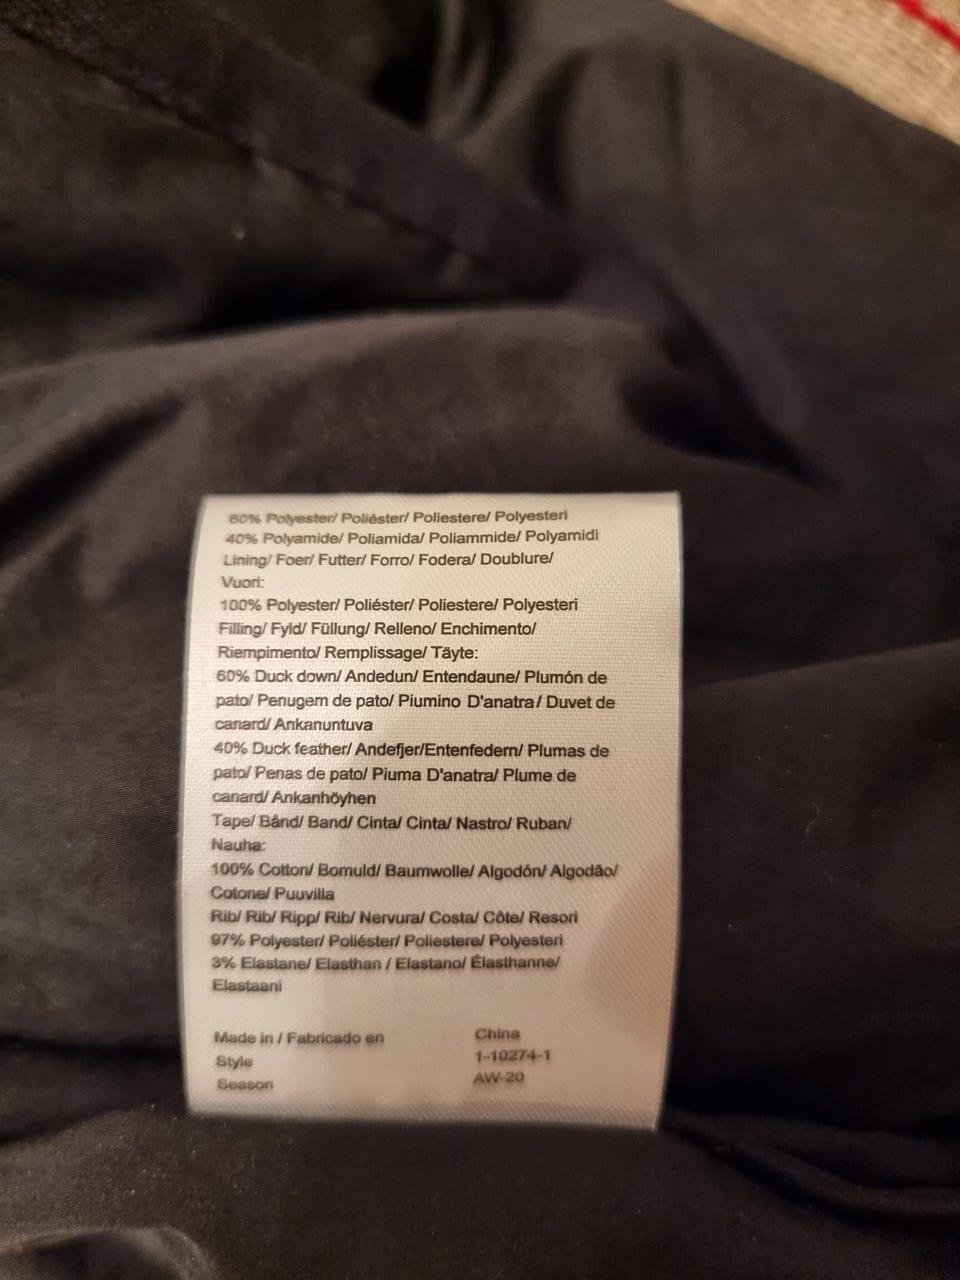 60% Polyester/ Poliéster/ Poliestere/ Polyesteri
40% Polyamide/ Poliamida/ Poliammide/ Polyamidi
Lining/ Foer/ Futter/ Forro/ Fodera/ Doublure/
Vuori:
100% Polyester/ Poliéster/ Poliestere/ Polyesteri
Filling/ Fyld/ Füllung/ Relleno/ Enchimento/
Riempimento/ Remplissage/ Täyte:
60% Duck down/ Andedun/ Entendaune/ Plumón de
pato/ Penugem de pato/ Piumino D'anatra/ Duvet de
canard/ Ankanuntuva
40% Duck feather/ Andefjer/Entenfedern/ Plumas de
pato/ Penas de pato/ Piuma D'anatra/ Plume de
canard/ Ankanhöyhen
Tape/ Bånd/ Band/ Cinta/ Cinta/ Nastro/ Ruban/
Nauha:
100% Cotton/ Bomuld/ Baumwolle/ Algodón/ Algodão/
Cotone/ Puuvilla
Rib/ Rib/ Ripp/ Rib/ Nervura/ Costa/ Côte/ Resori
97% Polyester/ Poliéster/ Poliestere/ Polyesteri
3% Elastane/ Elasthan / Elastano/ Élasthanne/
Elastaani
Made in / Fabricado en China
Style 1-10274-1
Season AW-20